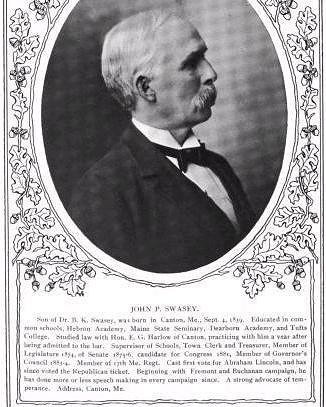 JOHN P. SWASEY.
Son of Dr. B. K. Swasey, was born in Canton, Me., Sept. 4, 1839. Educated in com-
mon schools, Hebron Academy, Maine State Seminary, Dearborn Academy, and Tufts
College. Studied law with Hon. E. G. Harlow of Canton, practicing with him a year after
being admitted to the bar. Supervisor of Schools, Town Clerk and Treasurer, Member of
Legislature 1874, of Senate 1875-6, candidate for Congress 1881, Member of Governor's
Council 1883-4. Member of 17th Me. Regt. Cast first vote for Abraham Lincoln, and has
since voted the Republican ticket. Beginning with Fremont and Buchanan campaign, he
has done more or less speech making in every campaign since. A strong advocate of tem-
perance. Address, Canton, Me.